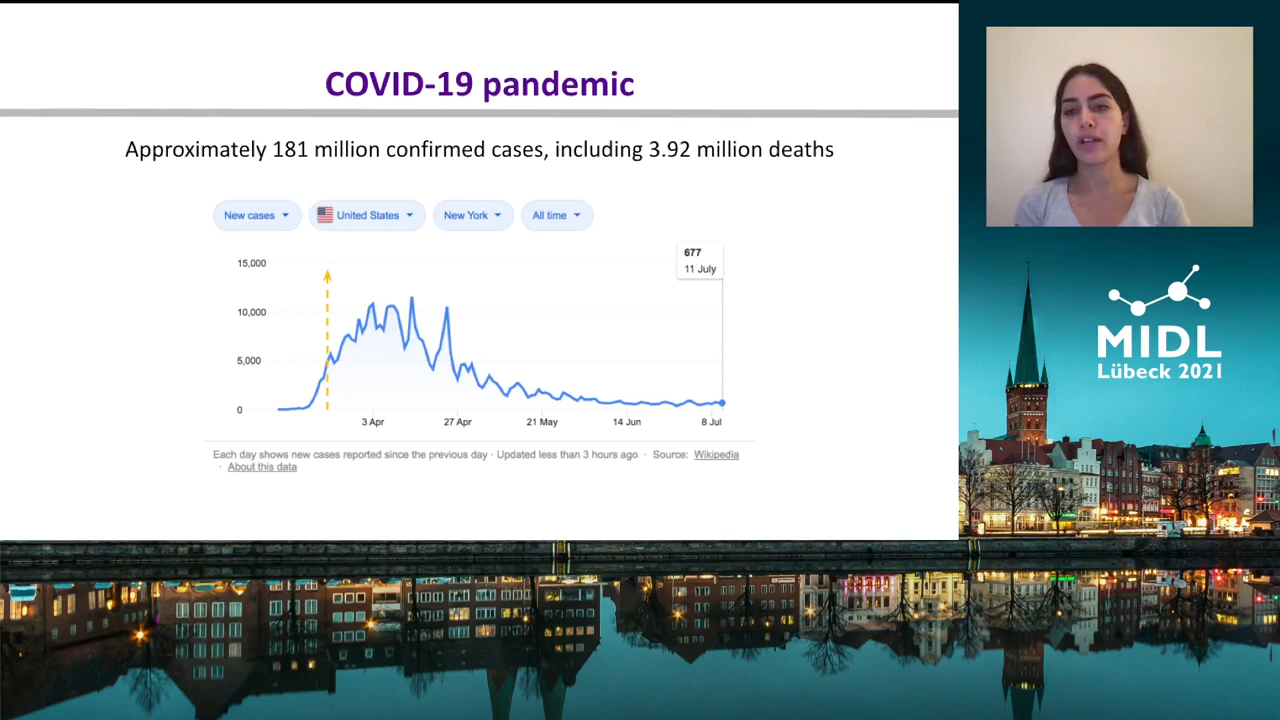 COVID-19 pandemic
Approximately 181 million confirmed cases, including 3.92 million deaths
New cases United States New York All time
677
11 July
15,000
10,000
5,000
0
3 Apr 27 Apr 21 May 14 Jun 8 Jul
Each day shows new cases reported since the previous day · Updated less than 3 hours ago · Source: Wikipedia
· About this data
MIDL
Lübeck 2021